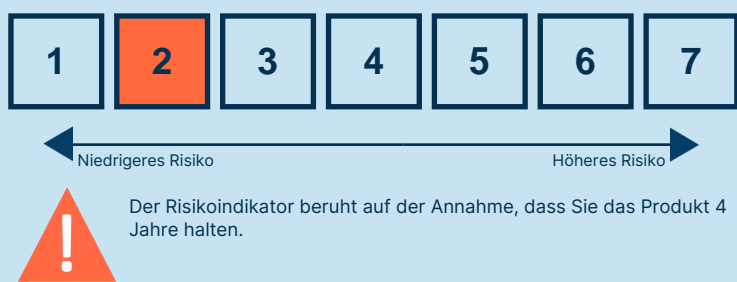 1 2 3 4 5 6 7
Niedrigeres Risiko Höheres Risiko
Der Risikoindikator beruht auf der Annahme, dass Sie das Produkt 4
Jahre halten.